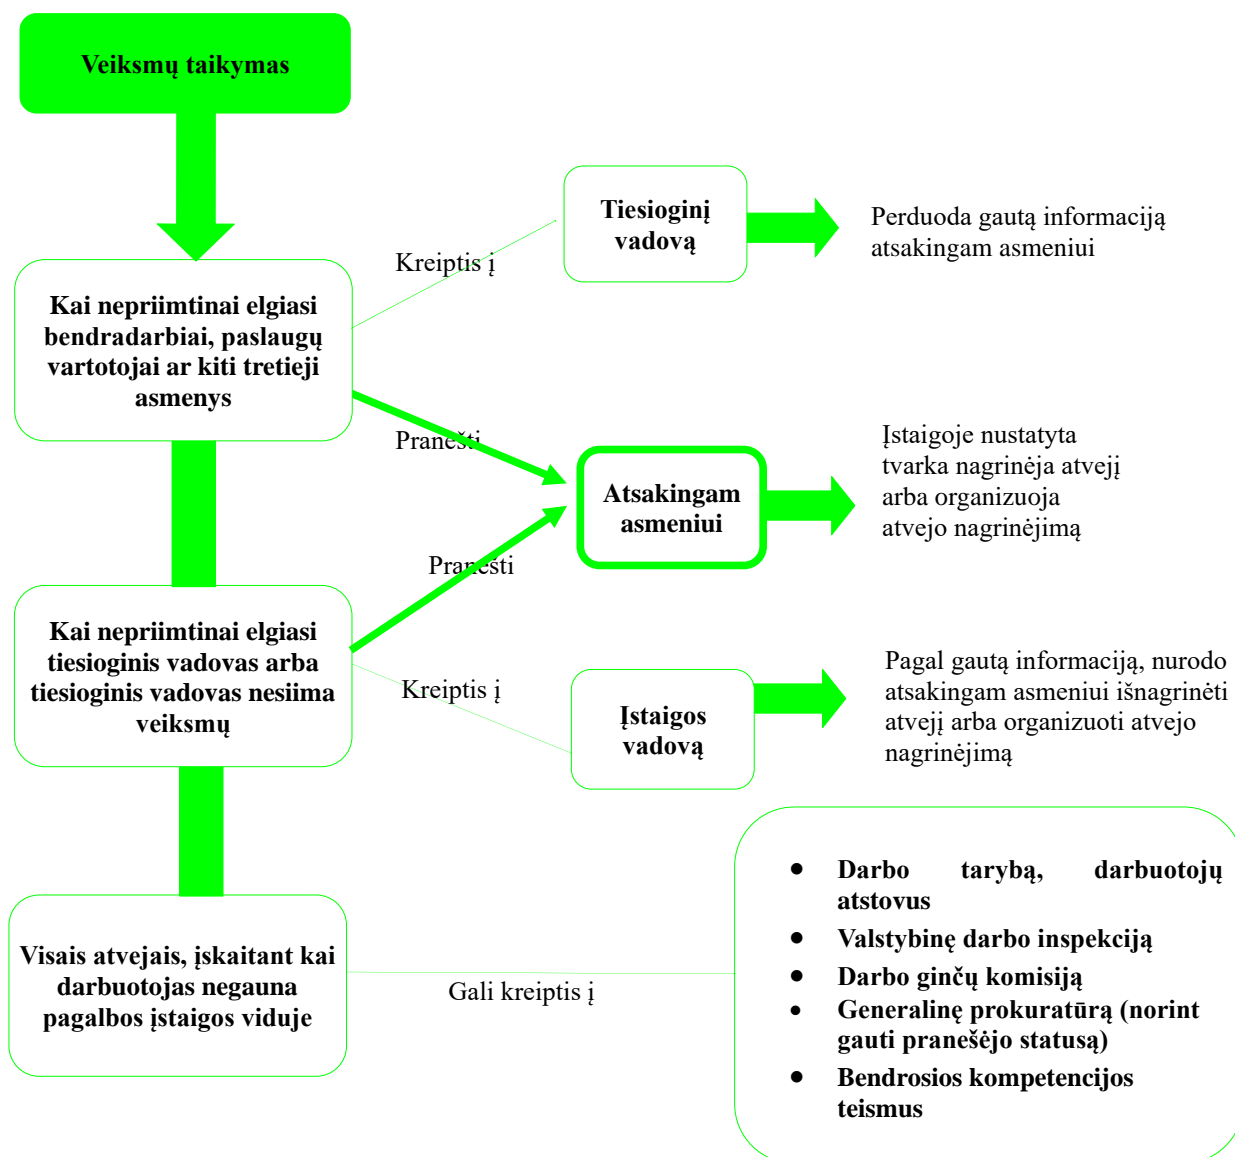 Veiksmų taikymas
Tiesioginį
vadovą
Perduoda gautą informaciją
atsakingam asmeniui
Kreiptis į
Kai nepriimtinai elgiasi
bendradarbiai, paslaugų
vartotojai ar kiti tretieji
asmenys
Pranešti
Atsakingam
asmeniui
Įstaigoje nustatyta
tvarka nagrinėja atvejį
arba organizuoja
atvejo nagrinėjimą
Pranešti
Kai nepriimtinai elgiasi
tiesioginis vadovas arba
tiesioginis vadovas nesiima
veiksmų
Kreiptis į
Įstaigos
vadovą
Pagal gautą informaciją, nurodo
atsakingam asmeniui išnagrinėti
atvejį arba organizuoti atvejo
nagrinėjimą
Visais atvejais, įskaitant kai
darbuotojas negauna
pagalbos įstaigos viduje
Gali kreiptis į
● Darbo tarybą, darbuotojų
atstovus
● Valstybinę darbo inspekciją
● Darbo ginčų komisiją
● Generalinę prokuratūrą (norint
gauti pranešėjo statusą)
● Bendrosios kompetencijos
teismus